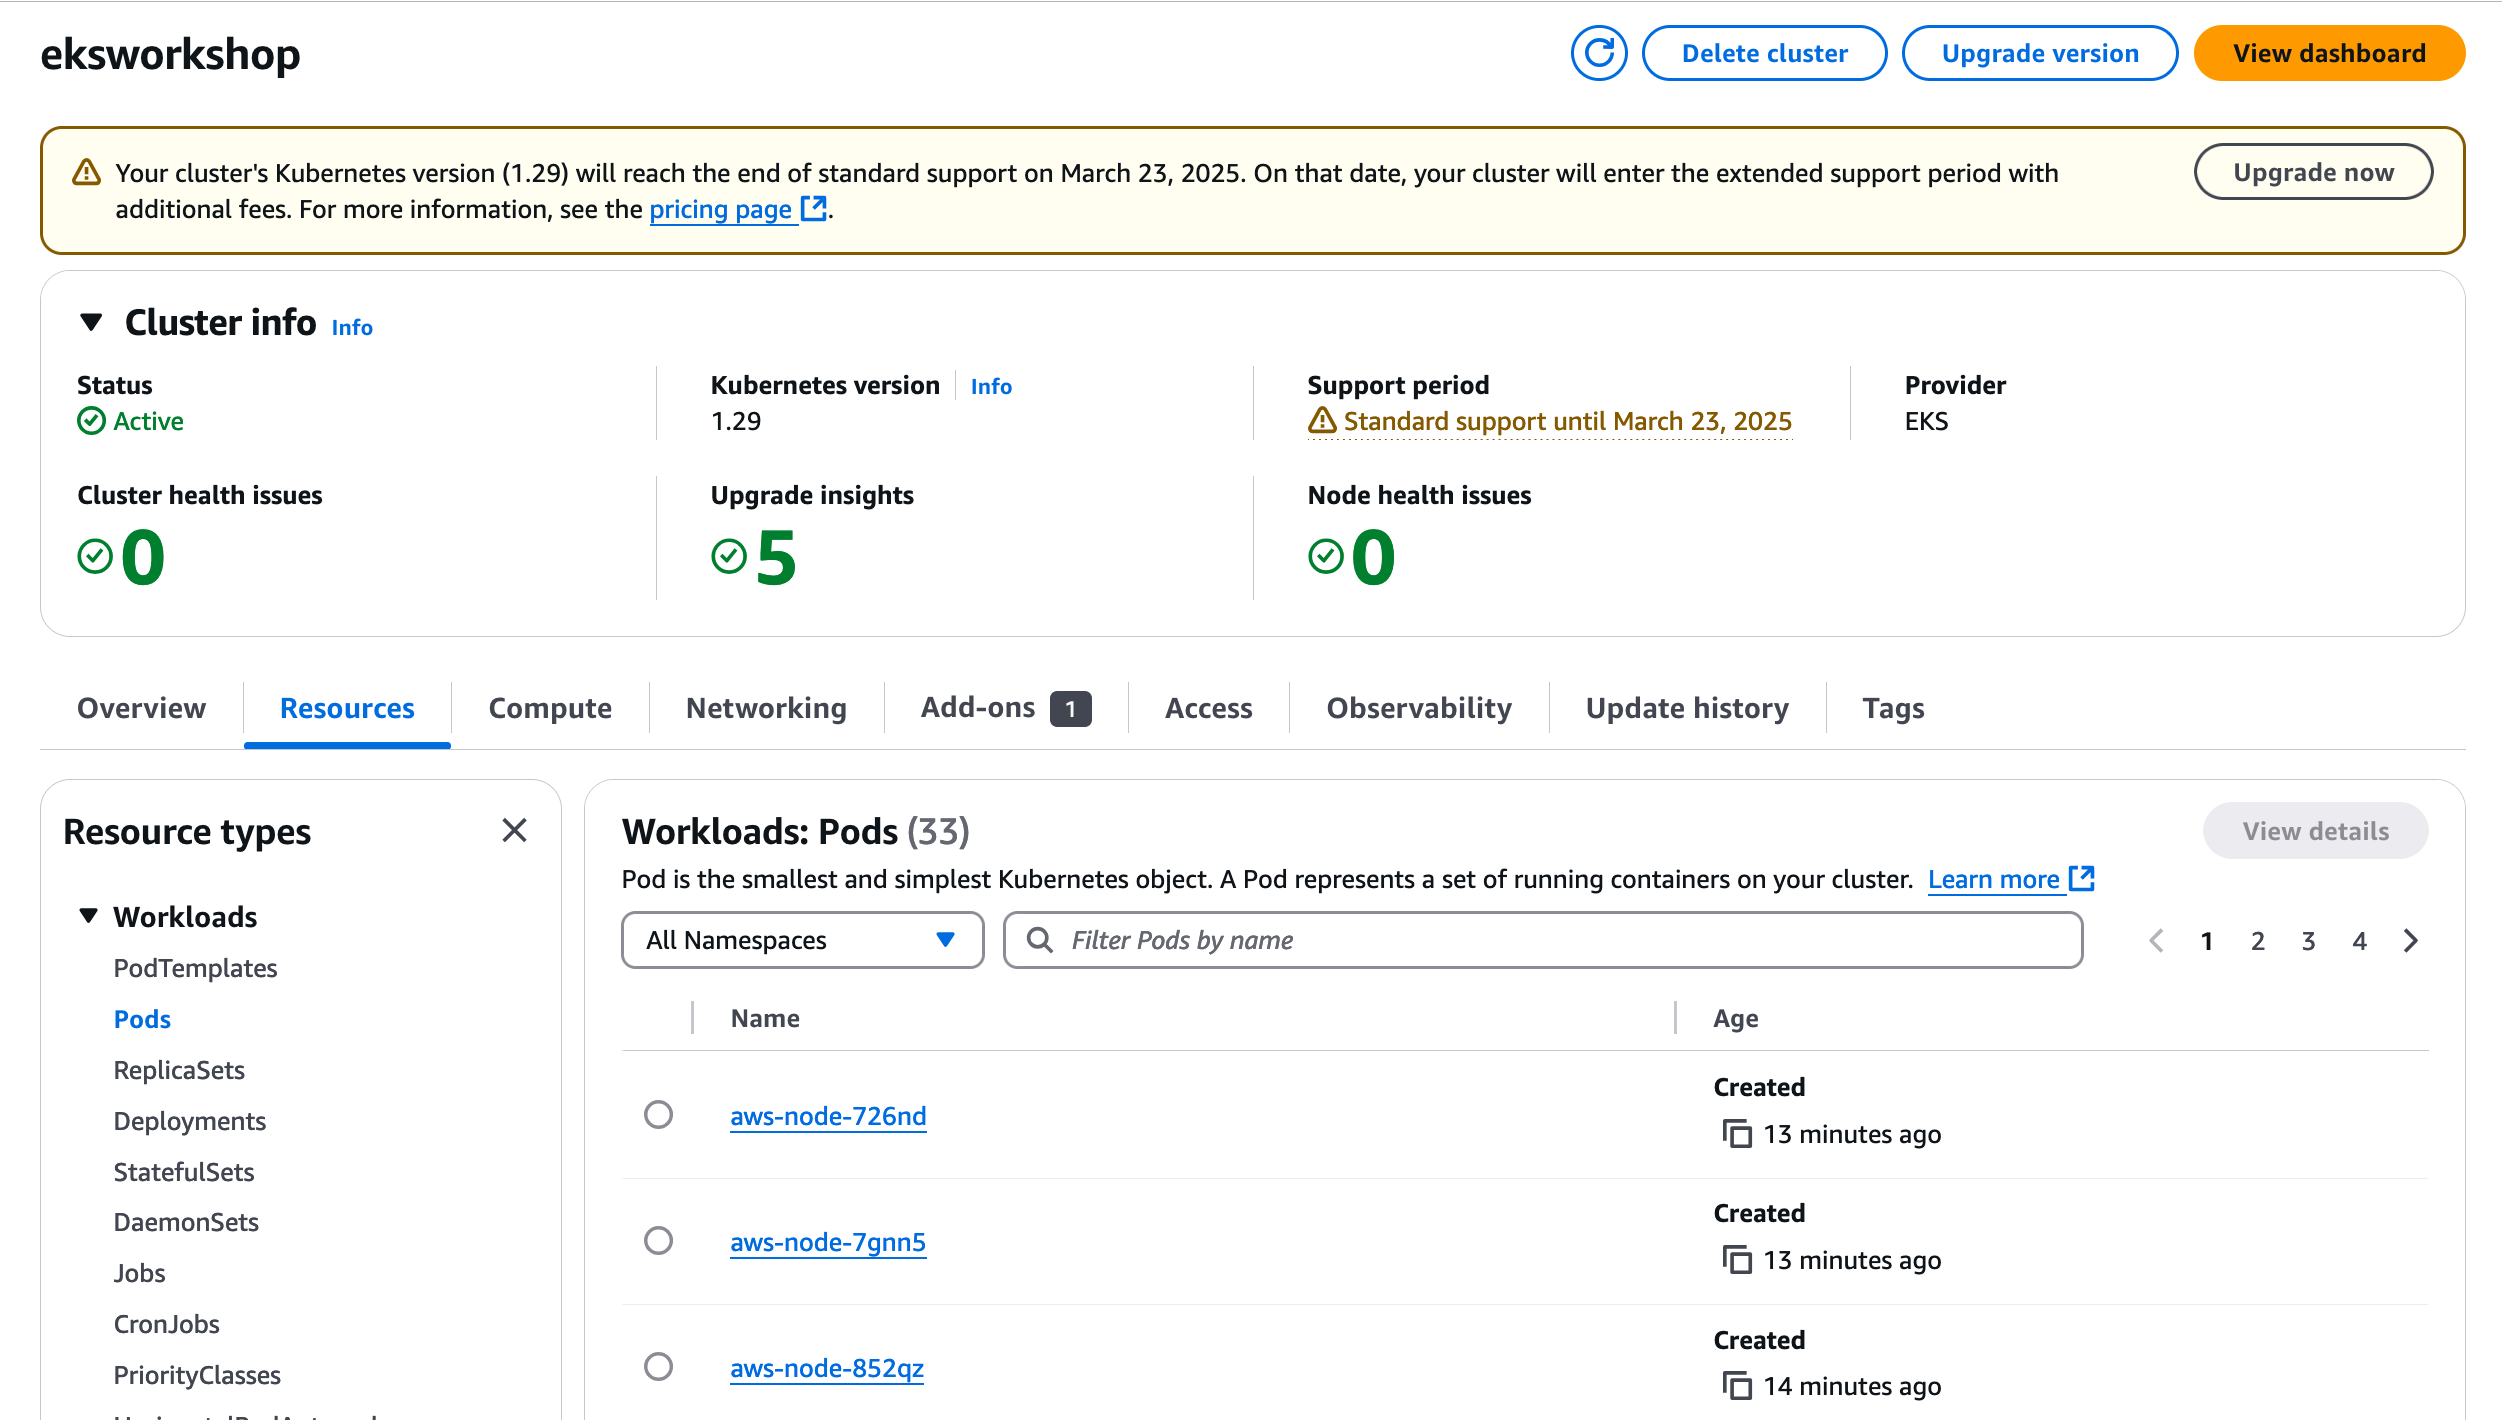 eksworkshop
Delete cluster
Upgrade version
View dashboard
Your cluster's Kubernetes version (1.29) will reach the end of standard support on March 23, 2025. On that date, your cluster will enter the extended support period with
additional fees. For more information, see the pricing page.
Upgrade now
Cluster info Info
Status
Active
Kubernetes version Info
1.29
Support period
Standard support until March 23, 2025
Provider
EKS
Cluster health issues
0
Upgrade insights
5
Node health issues
0
Overview Resources Compute Networking Add-ons 1 Access Observability Update history Tags
Resource types
Workloads
PodTemplates
Pods
ReplicaSets
Deployments
StatefulSets
DaemonSets
Jobs
CronJobs
PriorityClasses
Workloads: Pods (33)
View details
Pod is the smallest and simplest Kubernetes object. A Pod represents a set of running containers on your cluster. Learn more
All Namespaces
Filter Pods by name
1 2 3 4
Name Age
aws-node-726nd
Created
13 minutes ago
aws-node-7gnn5
Created
13 minutes ago
aws-node-852qz
Created
14 minutes ago